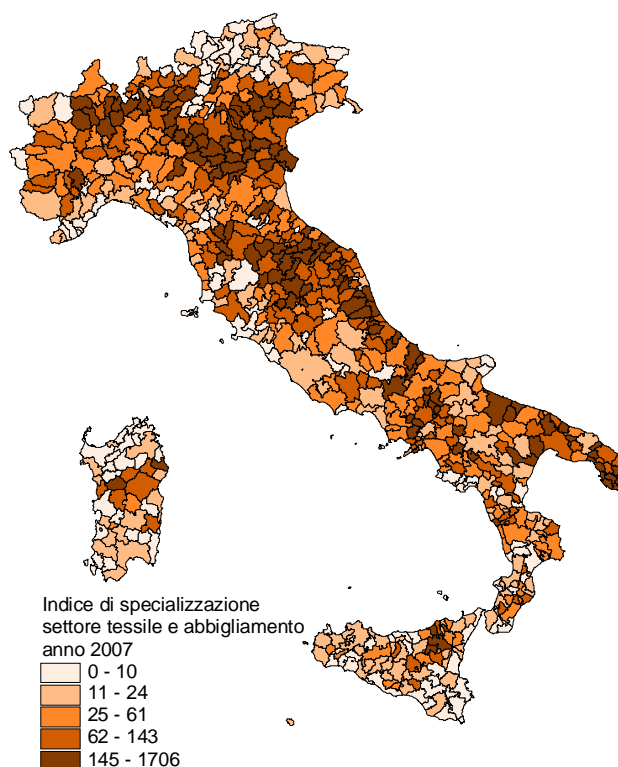 Indice di specializzazione
settore tessile e abbigliamento
anno 2007
0 - 10
11 - 24
25 - 61
62 - 143
145 - 1706